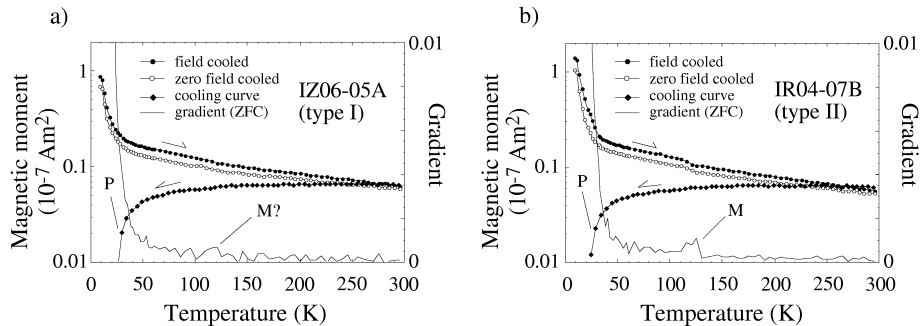 a)
Magnetic moment
(10-7 Am2)
1
0.1
0.01
field cooled
zero field cooled
cooling curve
gradient (ZFC)
IZ06-05A
(type I)
P
M?
0.01
0
Gradient
0 50 100 150 200 250 300
Temperature (K)
b)
Magnetic moment
(10-7 Am2)
1
0.1
0.01
field cooled
zero field cooled
cooling curve
gradient (ZFC)
IR04-07B
(type II)
P
M
0.01
0
Gradient
0 50 100 150 200 250 300
Temperature (K)